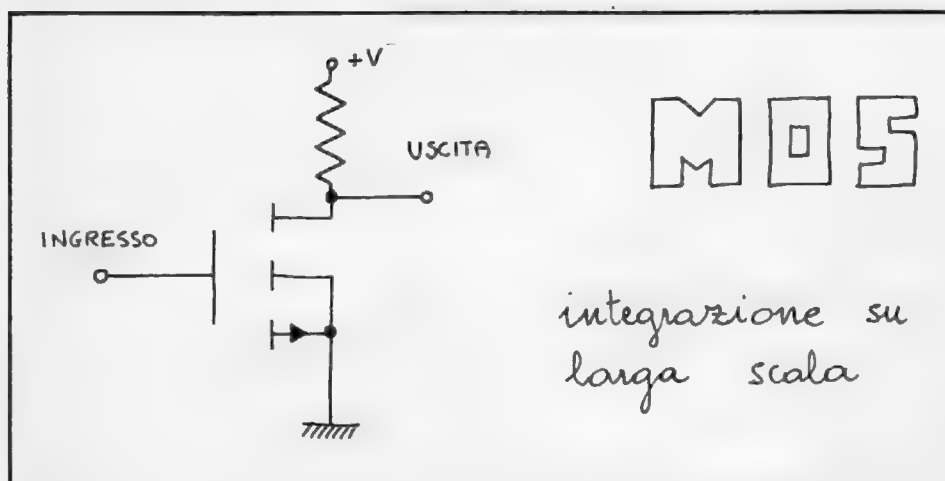 +V
USCITA
INGRESSO
MOS
integrazione su
larga scala